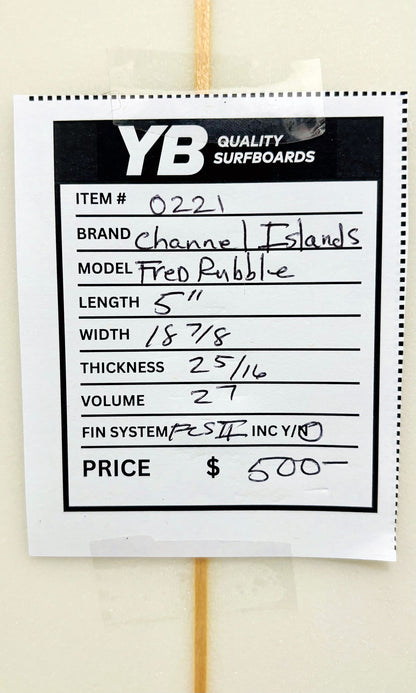 YB QUALITY
SURFBOARDS
ITEM # 0221
BRAND Channel Islands
MODEL Fred Rubble
LENGTH 5"
WIDTH 18 7/8
THICKNESS 2 5/16
VOLUME 27
FIN SYSTEM FCS II INC Y/N
PRICE $ 500-